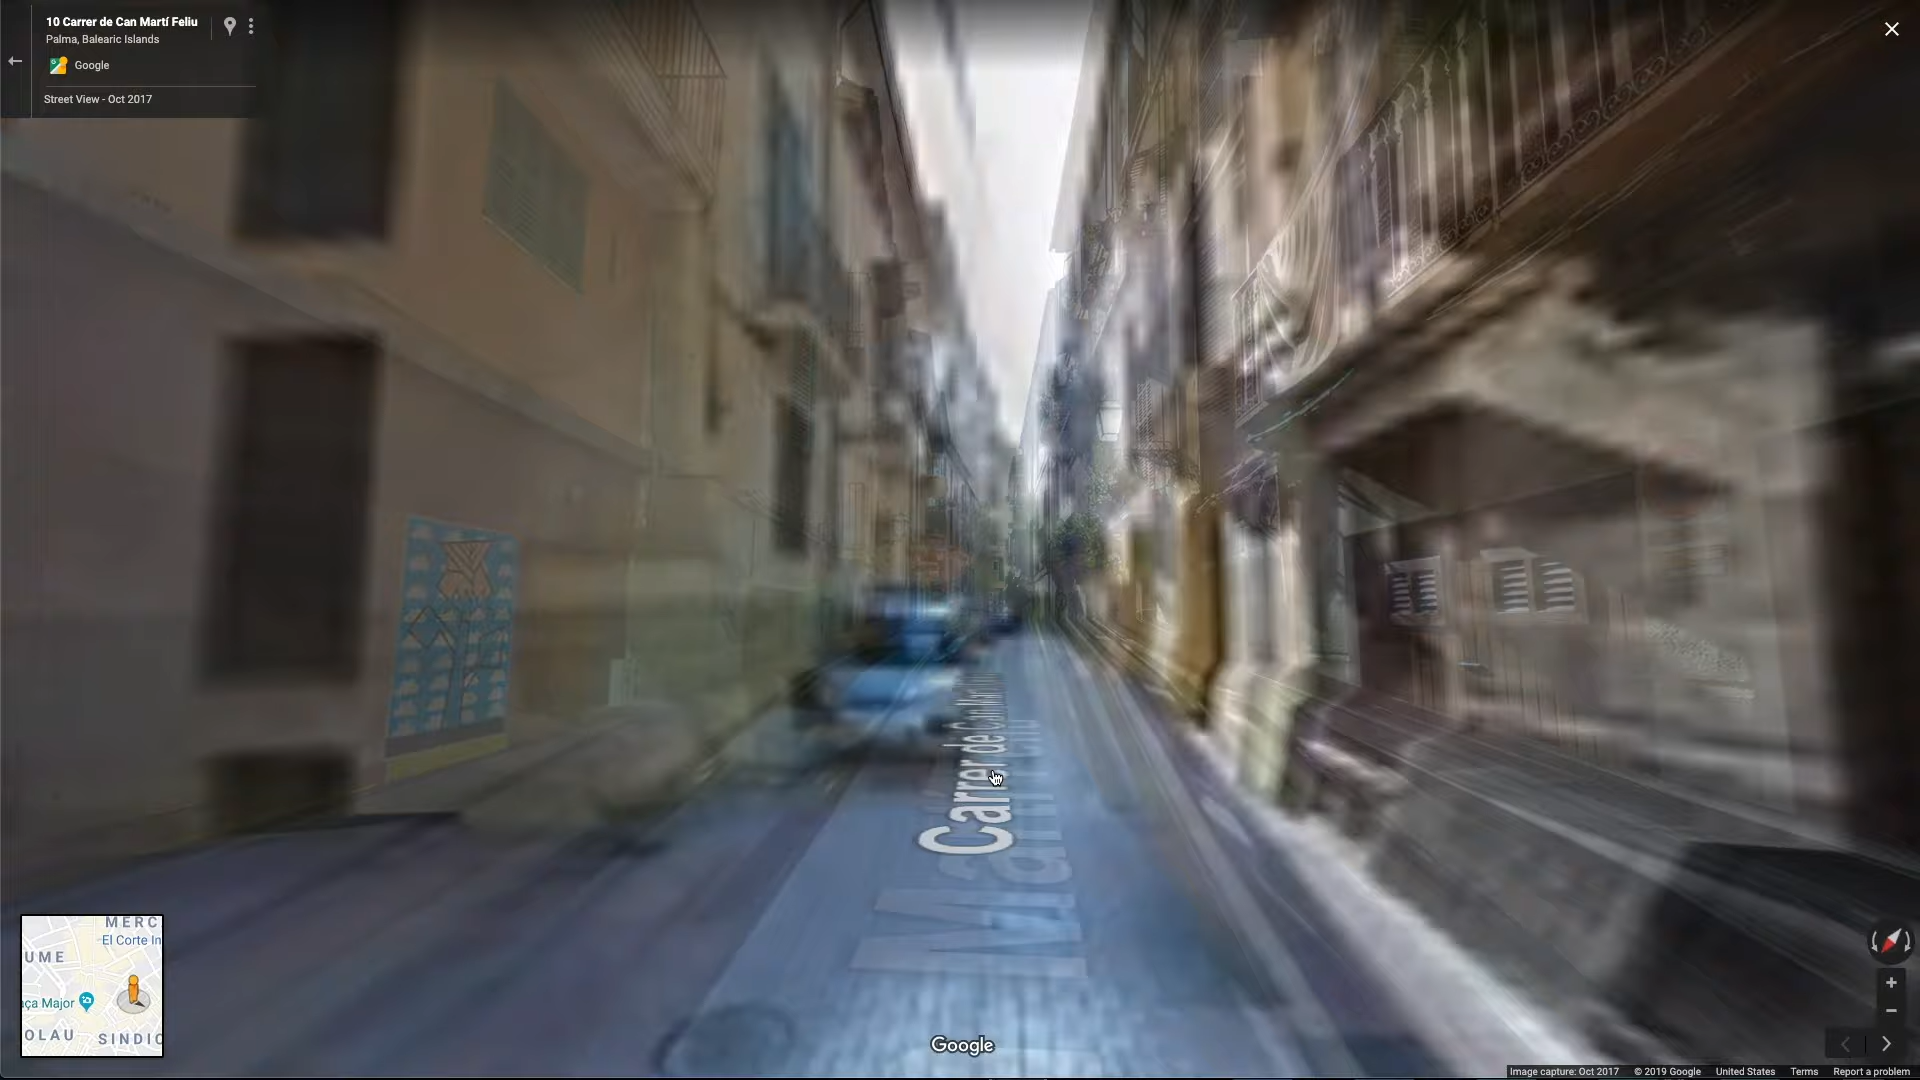 10 Carrer de Can Martí Feliu
Palma, Balearic Islands
Google
Street View - Oct 2017
Carrer de Can
MERC
El Corte In
UME
ça Major
OLAU
SINDIC
Google
Image capture: Oct 2017 © 2019 Google United States Terms Report a problem